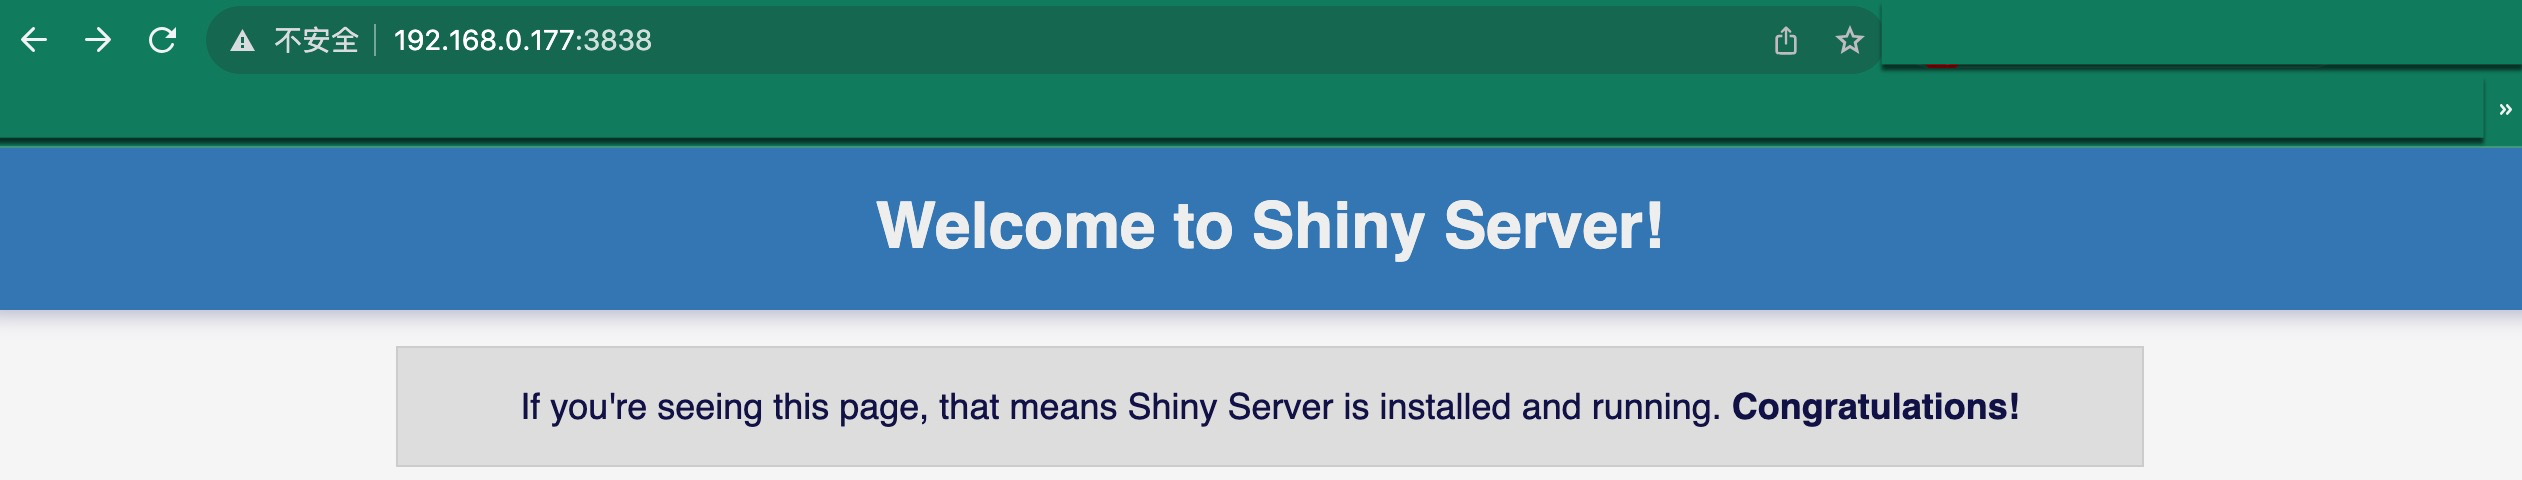 不安全 192.168.0.177:3838
»
Welcome to Shiny Server!
If you're seeing this page, that means Shiny Server is installed and running. Congratulations!